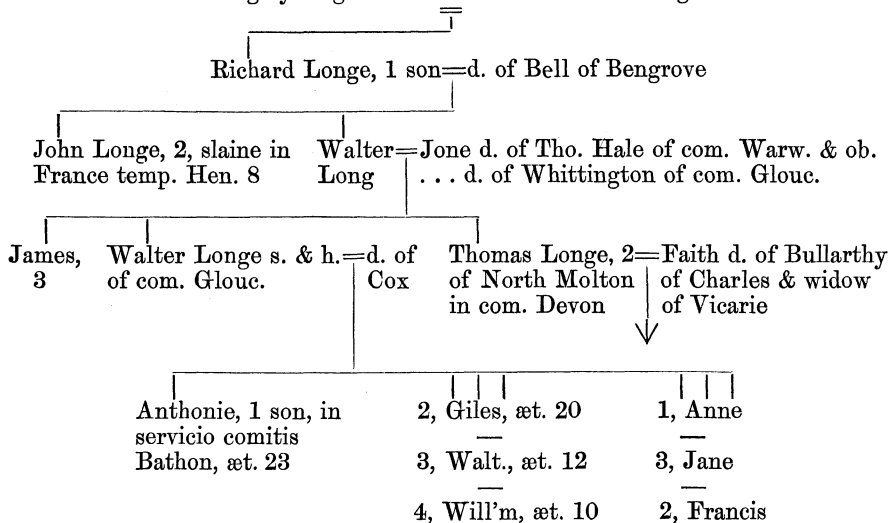 Richard Longe, 1 son=d. of Bell of Bengrove
John Longe, 2, slaine in
France temp. Hen. 8
Walter=Jone d. of Tho. Hale of com. Warw. & ob.
Long . . . d. of Whittington of com. Glouc.
James,
3
Walter Longe s. & h.=d. of
of com. Glouc. Cox
Thomas Longe, 2=Faith d. of Bullarthy
of North Molton of Charles & widow
in com. Devon of Vicarie
Anthonie, 1 son, in
servicio comitis
Bathon, æt. 23
2, Giles, æt. 20
3, Walt., æt. 12
4, Will'm, æt. 10
1, Anne
3, Jane
2, Francis